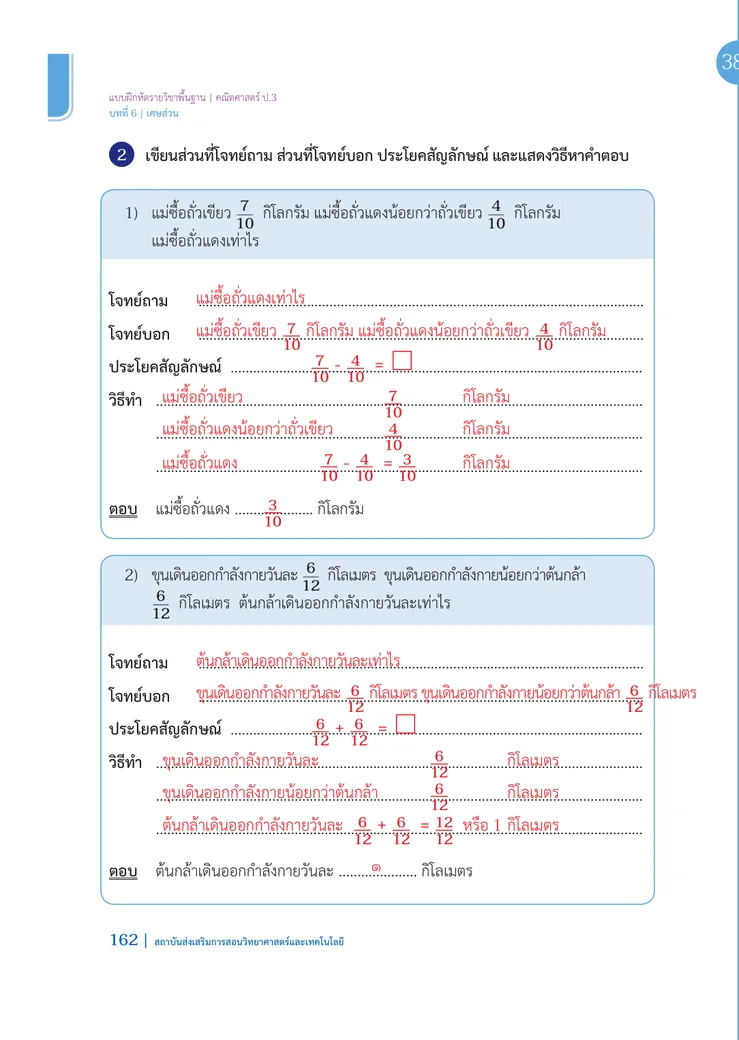 38
แบบฝึกหัดรายวิชาพื้นฐาน | คณิตศาสตร์ ป.3
บทที่ 6 | เศษส่วน
2 เขียนส่วนที่โจทย์ถาม ส่วนที่โจทย์บอก ประโยคสัญลักษณ์ และแสดงวิธีหาคำตอบ
1) แม่ซื้อถั่วเขียว 7/10 กิโลกรัม แม่ซื้อถั่วแดงน้อยกว่าถั่วเขียว 4/10 กิโลกรัม
แม่ซื้อถั่วแดงเท่าไร
โจทย์ถาม แม่ซื้อถั่วแดงเท่าไร
โจทย์บอก แม่ซื้อถั่วเขียว 7/10 กิโลกรัม แม่ซื้อถั่วแดงน้อยกว่าถั่วเขียว 4/10 กิโลกรัม
ประโยคสัญลักษณ์ 7/10 - 4/10 = □
วิธีทำ แม่ซื้อถั่วเขียว 7/10 กิโลกรัม
แม่ซื้อถั่วแดงน้อยกว่าถั่วเขียว 4/10 กิโลกรัม
แม่ซื้อถั่วแดง 7/10 - 4/10 = 3/10 กิโลกรัม
ตอบ แม่ซื้อถั่วแดง 3/10 กิโลกรัม
2) ขุนเดินออกกำลังกายวันละ 6/12 กิโลเมตร ขุนเดินออกกำลังกายน้อยกว่าต้นกล้า
6/12 กิโลเมตร ต้นกล้าเดินออกกำลังกายวันละเท่าไร
โจทย์ถาม ต้นกล้าเดินออกกำลังกายวันละเท่าไร
โจทย์บอก ขุนเดินออกกำลังกายวันละ 6/12 กิโลเมตร ขุนเดินออกกำลังกายน้อยกว่าต้นกล้า 6/12 กิโลเมตร
ประโยคสัญลักษณ์ 6/12 + 6/12 = □
วิธีทำ ขุนเดินออกกำลังกายวันละ 6/12 กิโลเมตร
ขุนเดินออกกำลังกายน้อยกว่าต้นกล้า 6/12 กิโลเมตร
ต้นกล้าเดินออกกำลังกายวันละ 6/12 + 6/12 = 12/12 หรือ 1 กิโลเมตร
ตอบ ต้นกล้าเดินออกกำลังกายวันละ ๑ กิโลเมตร
162 | สถาบันส่งเสริมการสอนวิทยาศาสตร์และเทคโนโลยี